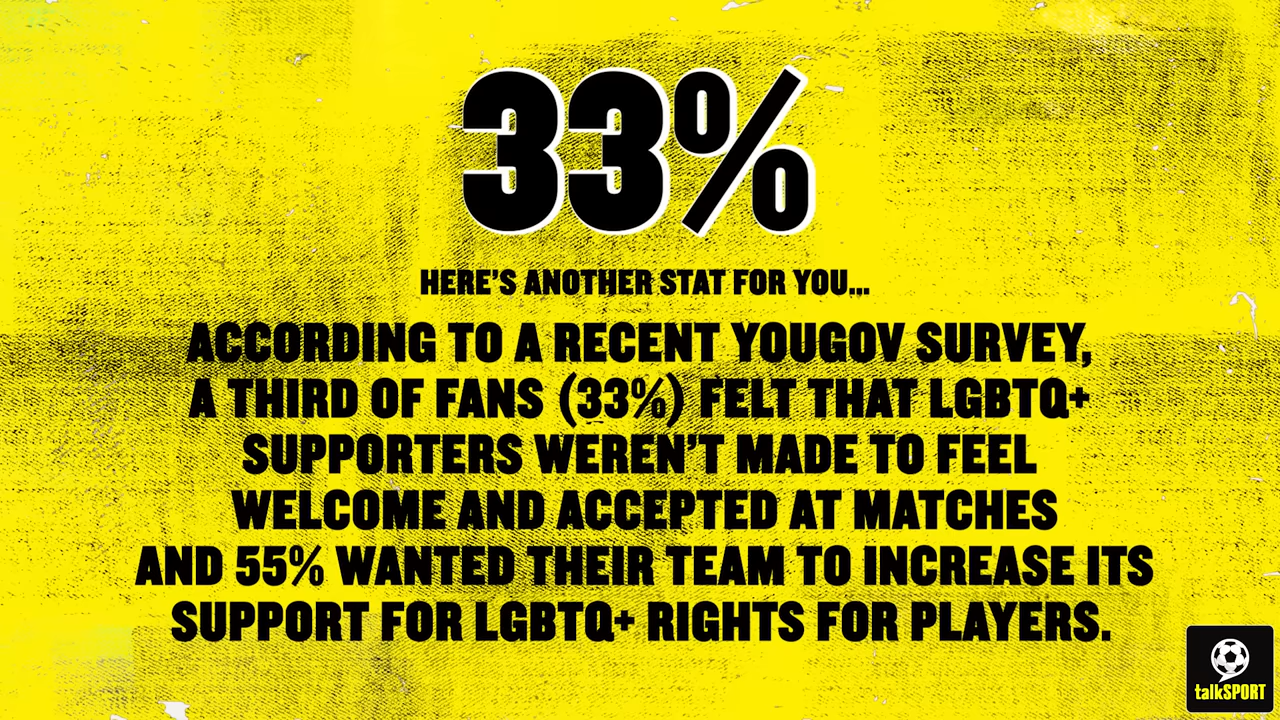 33%
HERE'S ANOTHER STAT FOR YOU...
ACCORDING TO A RECENT YOUGOV SURVEY,
A THIRD OF FANS (33%) FELT THAT LGBTQ+
SUPPORTERS WEREN'T MADE TO FEEL
WELCOME AND ACCEPTED AT MATCHES
AND 55% WANTED THEIR TEAM TO INCREASE ITS
SUPPORT FOR LGBTQ+ RIGHTS FOR PLAYERS.
talkSPORT